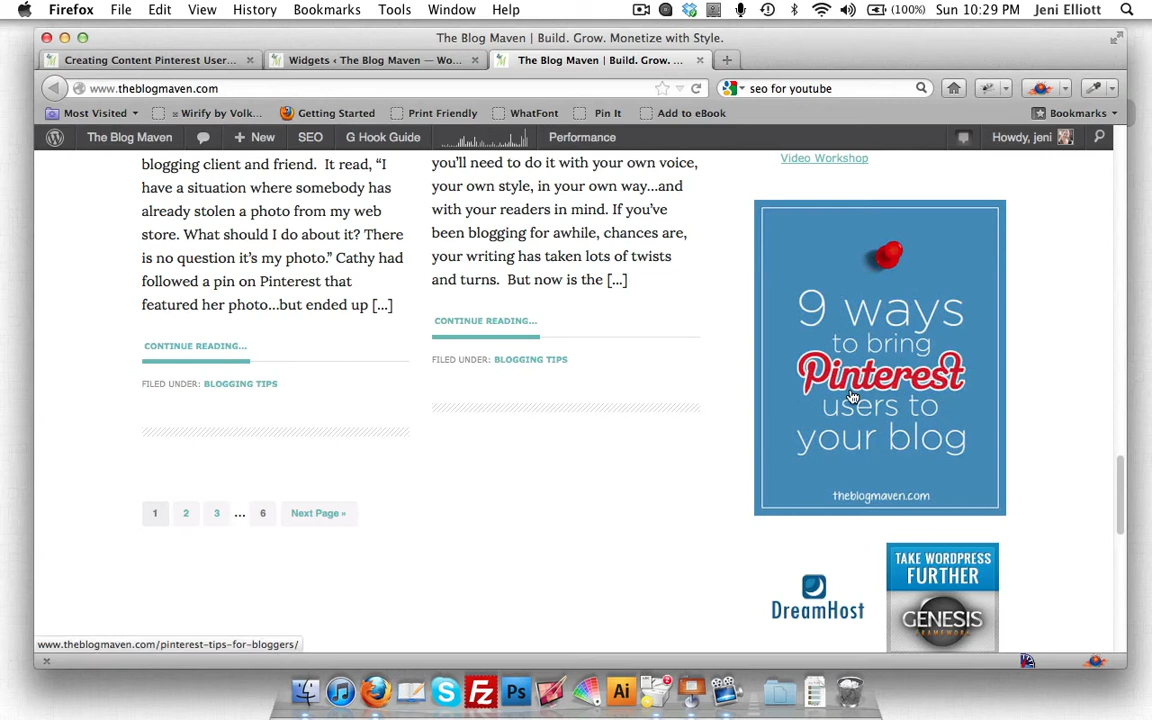 Firefox File Edit View History Bookmarks Tools Window Help (100%) Sun 10:29 PM Jeni Elliott
The Blog Maven | Build. Grow. Monetize with Style.
Creating Content Pinterest User... Widgets ‹ The Blog Maven — Wo... The Blog Maven | Build. Grow. ...
www.theblogmaven.com seo for youtube
Most Visited Wirify by Volk... Getting Started Print Friendly WhatFont Pin It Add to eBook Bookmarks
The Blog Maven New SEO G Hook Guide Performance Howdy, jeni
blogging client and friend. It read, “I
have a situation where somebody has
already stolen a photo from my web
store. What should I do about it? There
is no question it’s my photo.” Cathy had
followed a pin on Pinterest that
featured her photo…but ended up [...]
CONTINUE READING...
FILED UNDER: BLOGGING TIPS
you’ll need to do it with your own voice,
your own style, in your own way…and
with your readers in mind. If you’ve
been blogging for awhile, chances are,
your writing has taken lots of twists
and turns. But now is the [...]
CONTINUE READING...
FILED UNDER: BLOGGING TIPS
1 2 3 ... 6 Next Page »
Video Workshop
9 ways
to bring
Pinterest
users to
your blog
theblogmaven.com
DreamHost
TAKE WORDPRESS
FURTHER
GENESIS
FRAMEWORK
www.theblogmaven.com/pinterest-tips-for-bloggers/
Fz Ps Ai 2